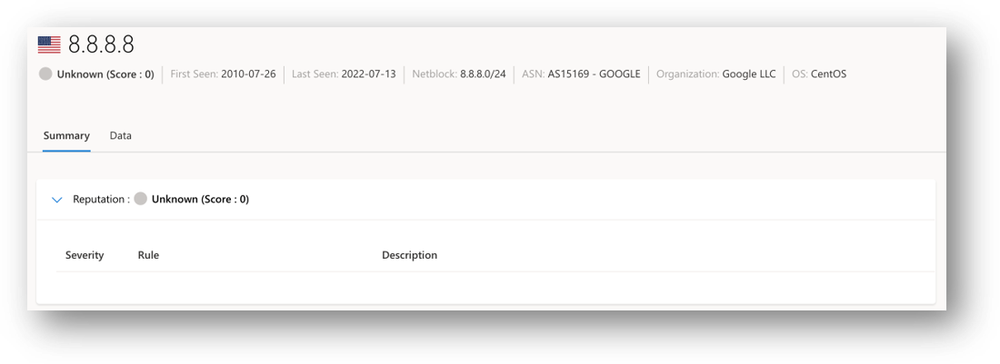 8.8.8.8
Unknown (Score : 0) First Seen: 2010-07-26 Last Seen: 2022-07-13 Netblock: 8.8.8.0/24 ASN: AS15169 - GOOGLE Organization: Google LLC OS: CentOS
Summary Data
Reputation : Unknown (Score : 0)
Severity Rule Description